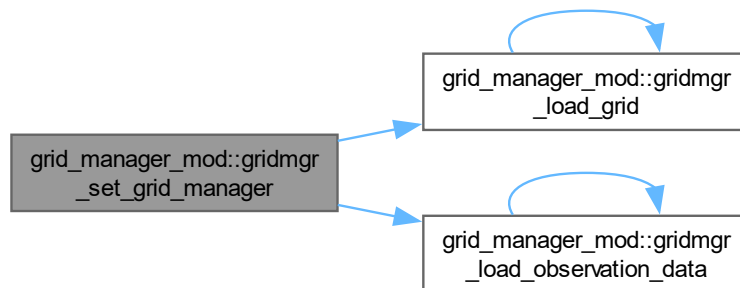 grid_manager_mod::gridmgr
_load_grid
grid_manager_mod::gridmgr
_set_grid_manager
grid_manager_mod::gridmgr
_load_observation_data